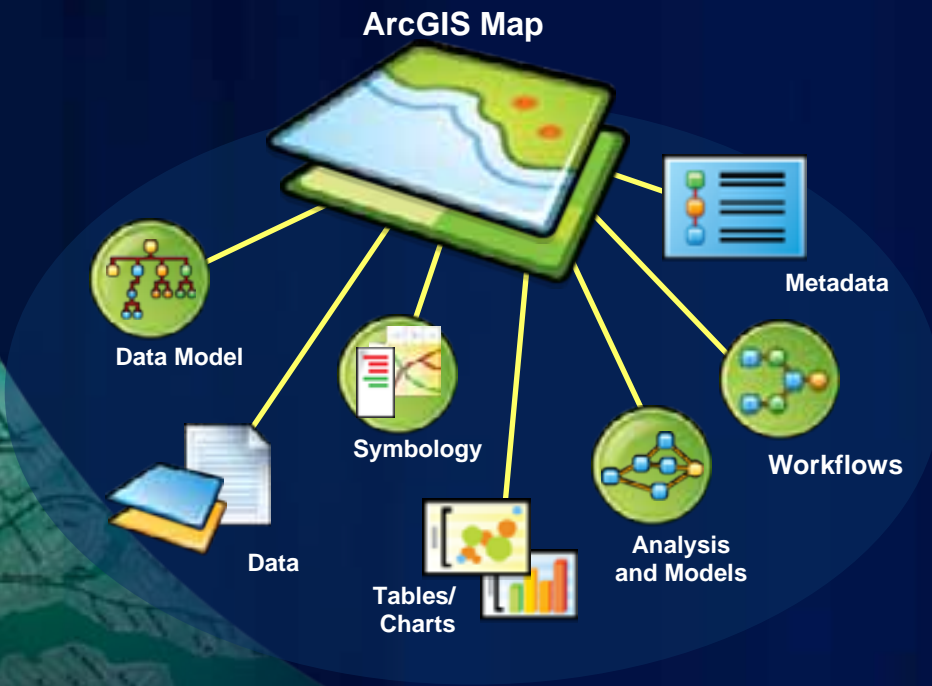 ArcGIS Map
Metadata
Data Model
Symbology
Workflows
Data
Analysis
and Models
Tables/
Charts